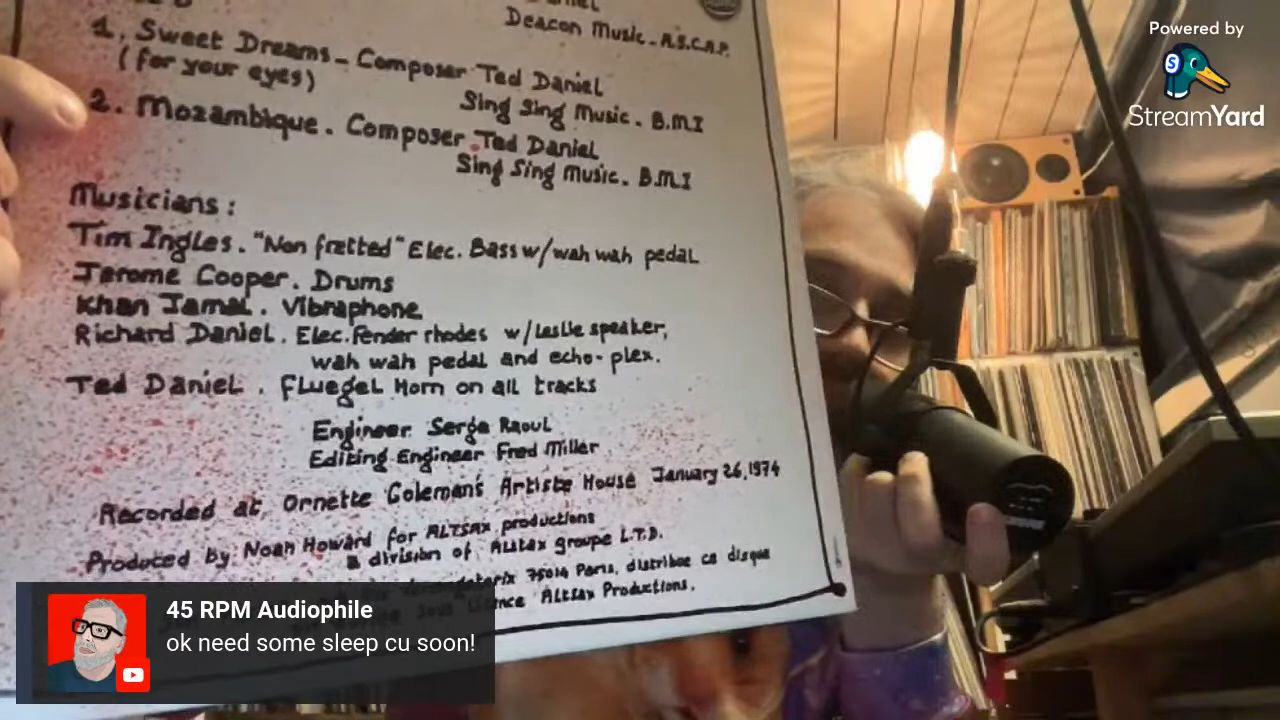 Deacon Music - A.S.C.A.P.
1. Sweet Dreams - Composer Ted Daniel
(for your eyes)
Sing Sing Music. B.M.I
2. Mozambique. Composer Ted Daniel
Sing Sing Music. B.M.I
Musicians:
Tim Ingles. "Non fretted" Elec. Bass w/wah wah pedal
Jerome Cooper. Drums
Khan Jamal. Vibraphone
Richard Daniel. Elec. Fender rhodes w/Leslie speaker,
wah wah pedal and echo-plex.
Ted Daniel. Fluegel Horn on all tracks
Engineer Serge Raoul
Editing Engineer Fred Miller
Recorded at Ornette Coleman's Artiste House January 26, 1974
Produced by Noah Howard for ALTSAX productions
a division of Altsax groupe L.T.D.
75014 Paris, distribue ce disque
sous Licence Altsax Productions.
Powered by
StreamYard
45 RPM Audiophile
ok need some sleep cu soon!